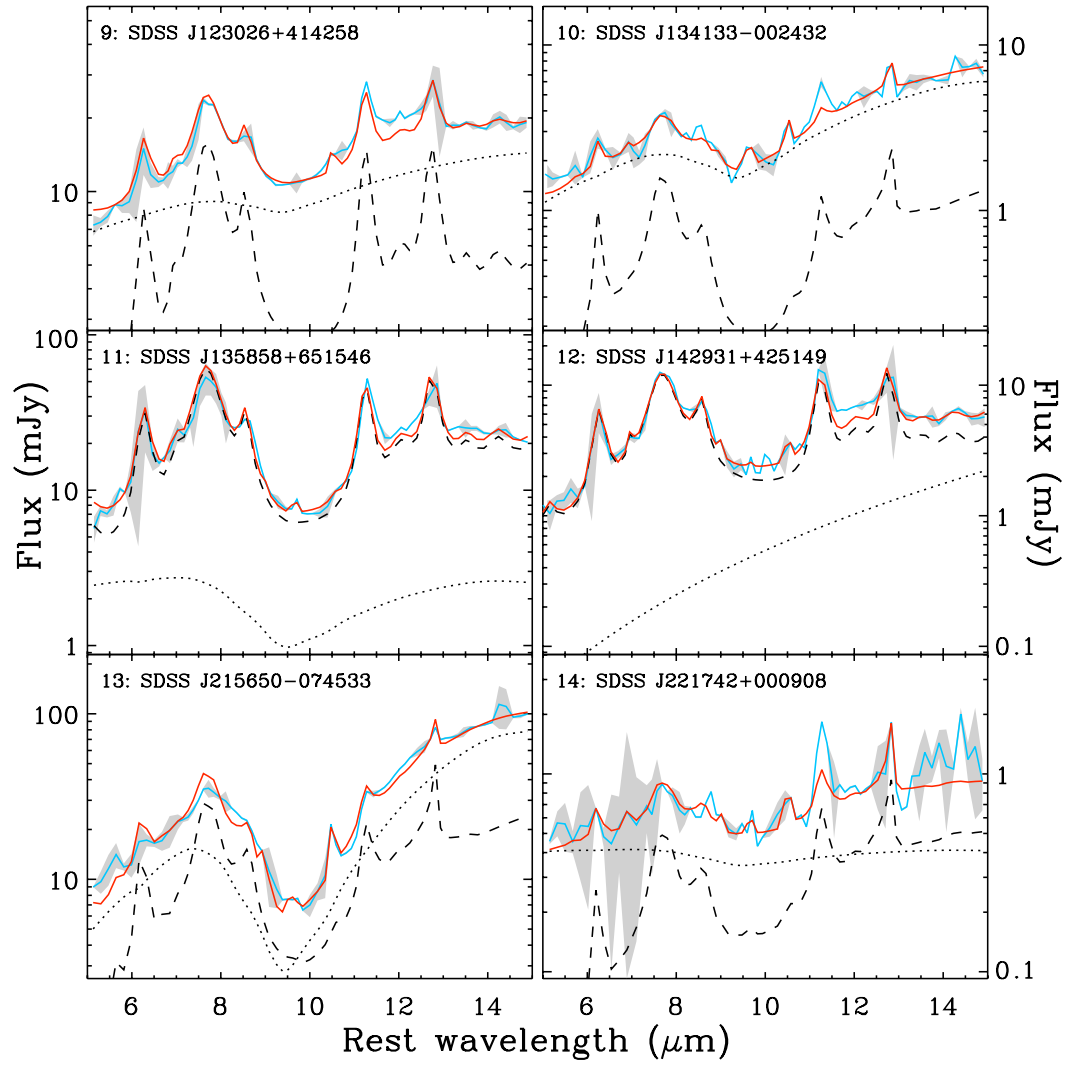 9: SDSS J123026+414258
10: SDSS J134133−002432
10
10
1
100
11: SDSS J135858+651546
12: SDSS J142931+425149
10
10
1
1
0.1
Flux (mJy)
Flux (mJy)
13: SDSS J215650−074533
14: SDSS J221742+000908
100
10
1
0.1
6 8 10 12 14
6 8 10 12 14
Rest wavelength (μm)